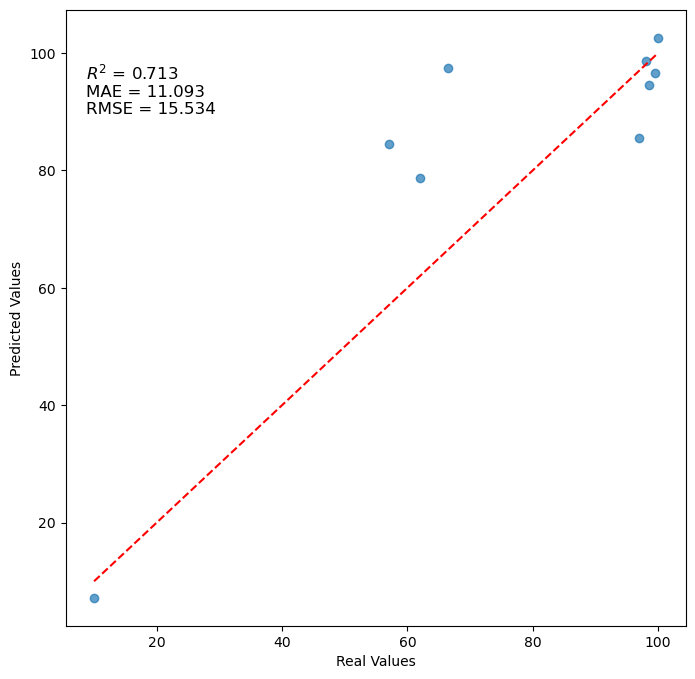 R² = 0.713
MAE = 11.093
RMSE = 15.534
100
80
60
40
20
Predicted Values
20 40 60 80 100
Real Values